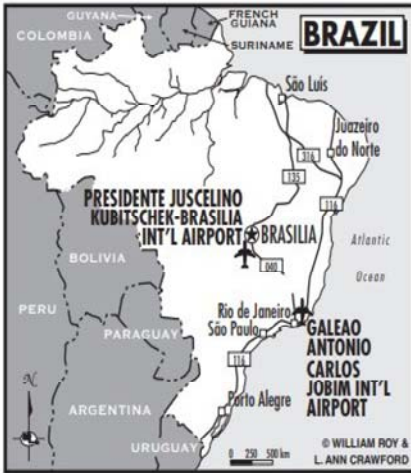 GUYANA
FRENCH
GUIANA
BRAZIL
COLOMBIA
SURINAME
São Luís
Juazeiro
do Norte
316
135
116
PRESIDENTE JUSCELINO
KUBITSCHEK-BRASILIA
INT'L AIRPORT
BRASILIA
Atlantic
Ocean
040
BOLIVIA
PERU
Rio de Janeiro
São Paulo
GALEAO
ANTONIO
CARLOS
JOBIM INT'L
AIRPORT
PARAGUAY
116
N
ARGENTINA
Porto Alegre
URUGUAY
0 250 500 km
© WILLIAM ROY &
L. ANN CRAWFORD